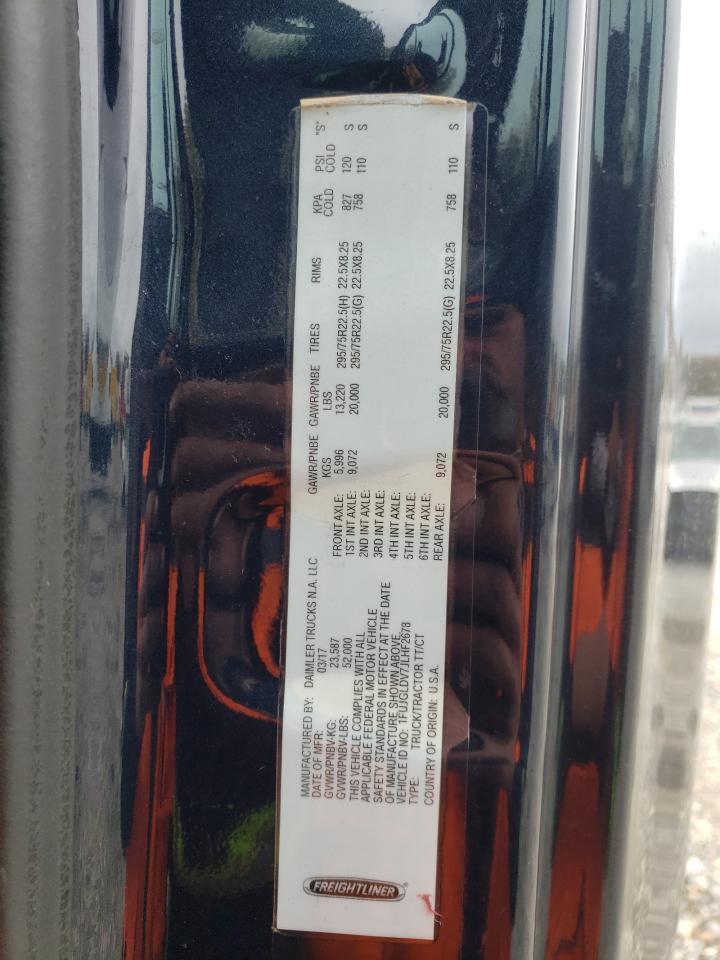 FREIGHTLINER
MANUFACTURED BY: DAIMLER TRUCKS N.A. LLC
DATE OF MFR: 03/17
GVWR/PNBV-KG: 23,587
GVWR/PNBV-LBS: 52,000
THIS VEHICLE COMPLIES WITH ALL
APPLICABLE FEDERAL MOTOR VEHICLE
SAFETY STANDARDS IN EFFECT AT THE DATE
OF MANUFACTURE SHOWN ABOVE.
VEHICLE ID NO: 1FUJGLDV7JLHF2678
TYPE: TRUCK/TRACTOR TT/CT
COUNTRY OF ORIGIN: U.S.A.
GAWR/PNBE GAWR/PNBE TIRES RIMS KPA PSI "S"
KGS LBS COLD COLD
FRONT AXLE: 5,996 13,220 295/75R22.5(H) 22.5X8.25 827 120 S
1ST INT AXLE: 9,072 20,000 295/75R22.5(G) 22.5X8.25 758 110 S
2ND INT AXLE:
3RD INT AXLE:
4TH INT AXLE:
5TH INT AXLE:
6TH INT AXLE:
REAR AXLE: 9,072 20,000 295/75R22.5(G) 22.5X8.25 758 110 S